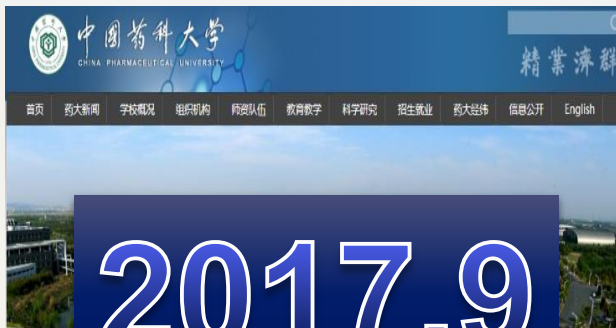 中國药科大学
CHINA PHARMACEUTICAL UNIVERSITY
精業濟群
首页 药大新闻 学校概况 组织机构 师资队伍 教育教学 科学研究 招生就业 药大经纬 信息公开 English
2017.9